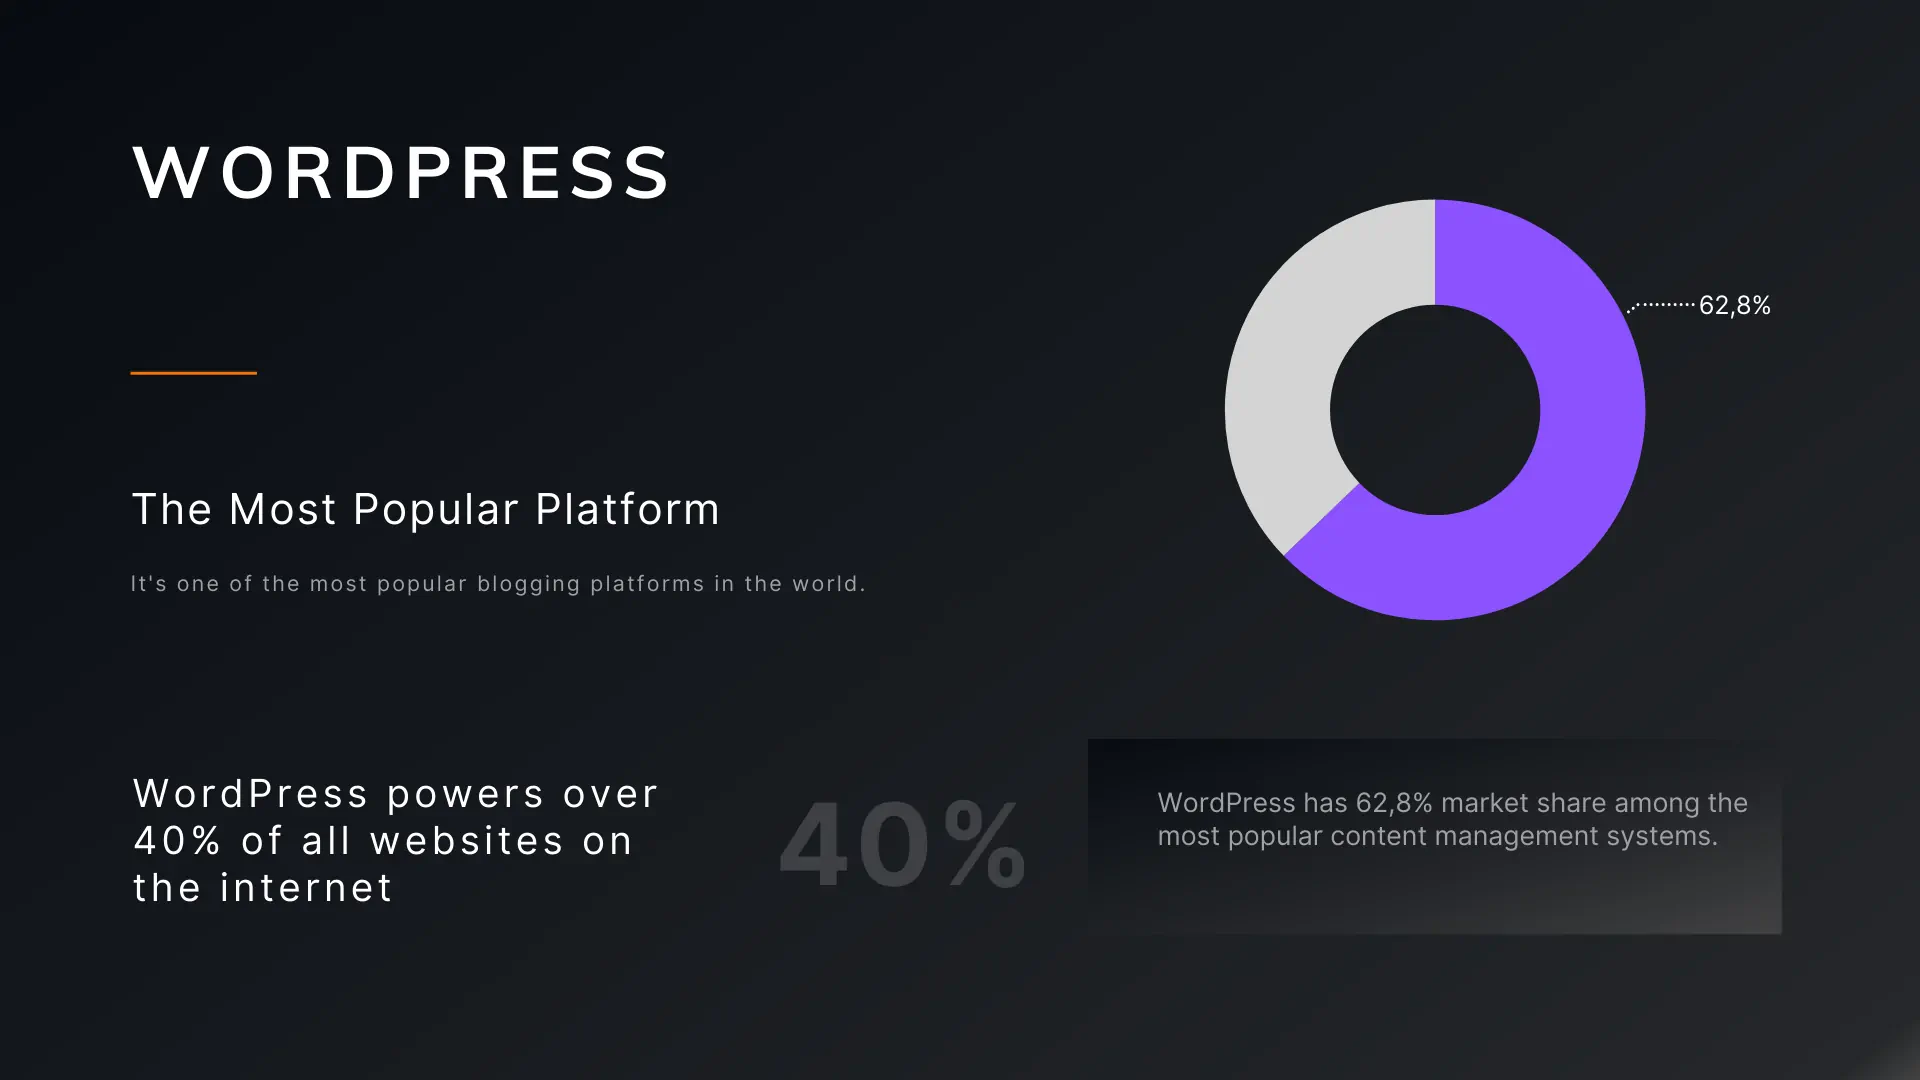 WORDPRESS
62,8%
The Most Popular Platform
It's one of the most popular blogging platforms in the world.
WordPress powers over
40% of all websites on
the internet
40%
WordPress has 62,8% market share among the
most popular content management systems.